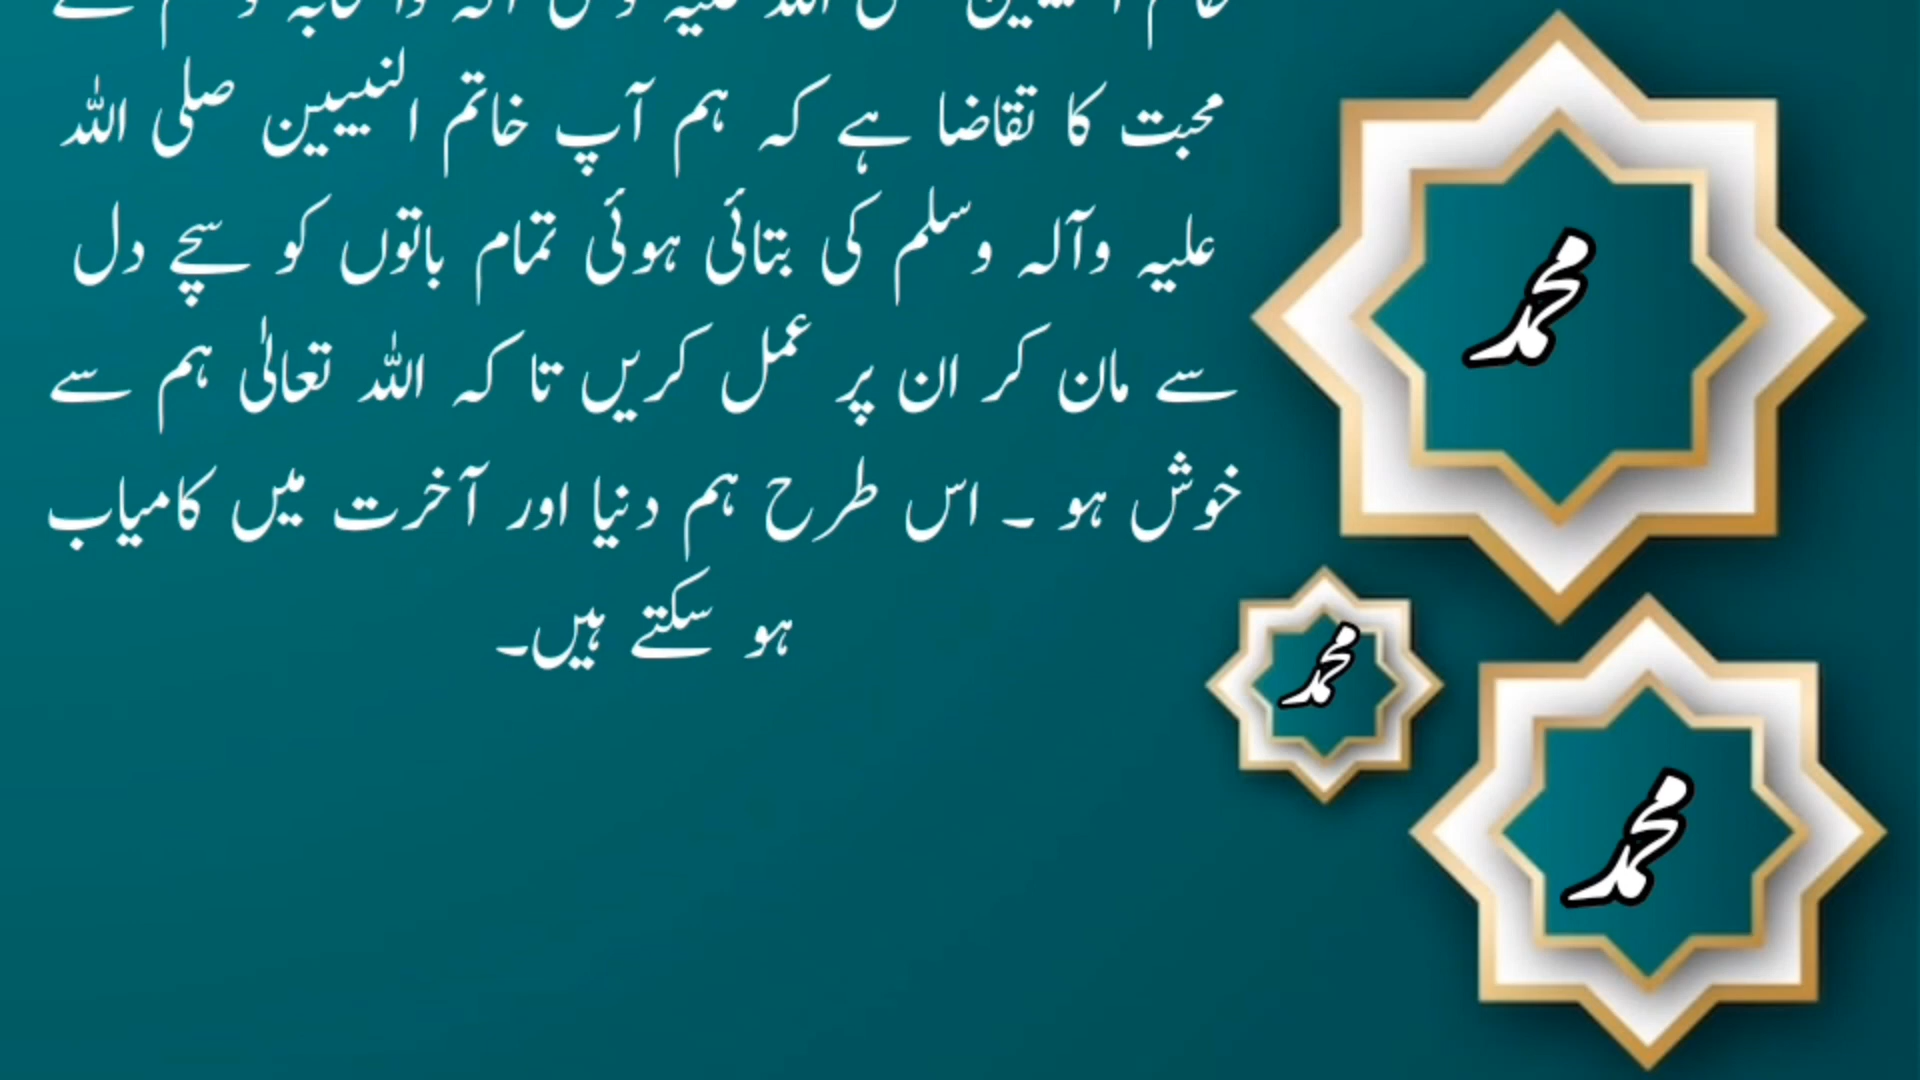 محبت کا تقاضا ہے کہ ہم آپ خاتم النبیین صلی اللہ
علیہ وآلہ وسلم کی بتائی ہوئی تمام باتوں کو سچے دل
سے مان کر ان پر عمل کریں تا کہ اللہ تعالٰی ہم سے
خوش ہو ۔ اس طرح ہم دنیا اور آخرت میں کامیاب
ہو سکتے ہیں۔
محمد
محمد
محمد